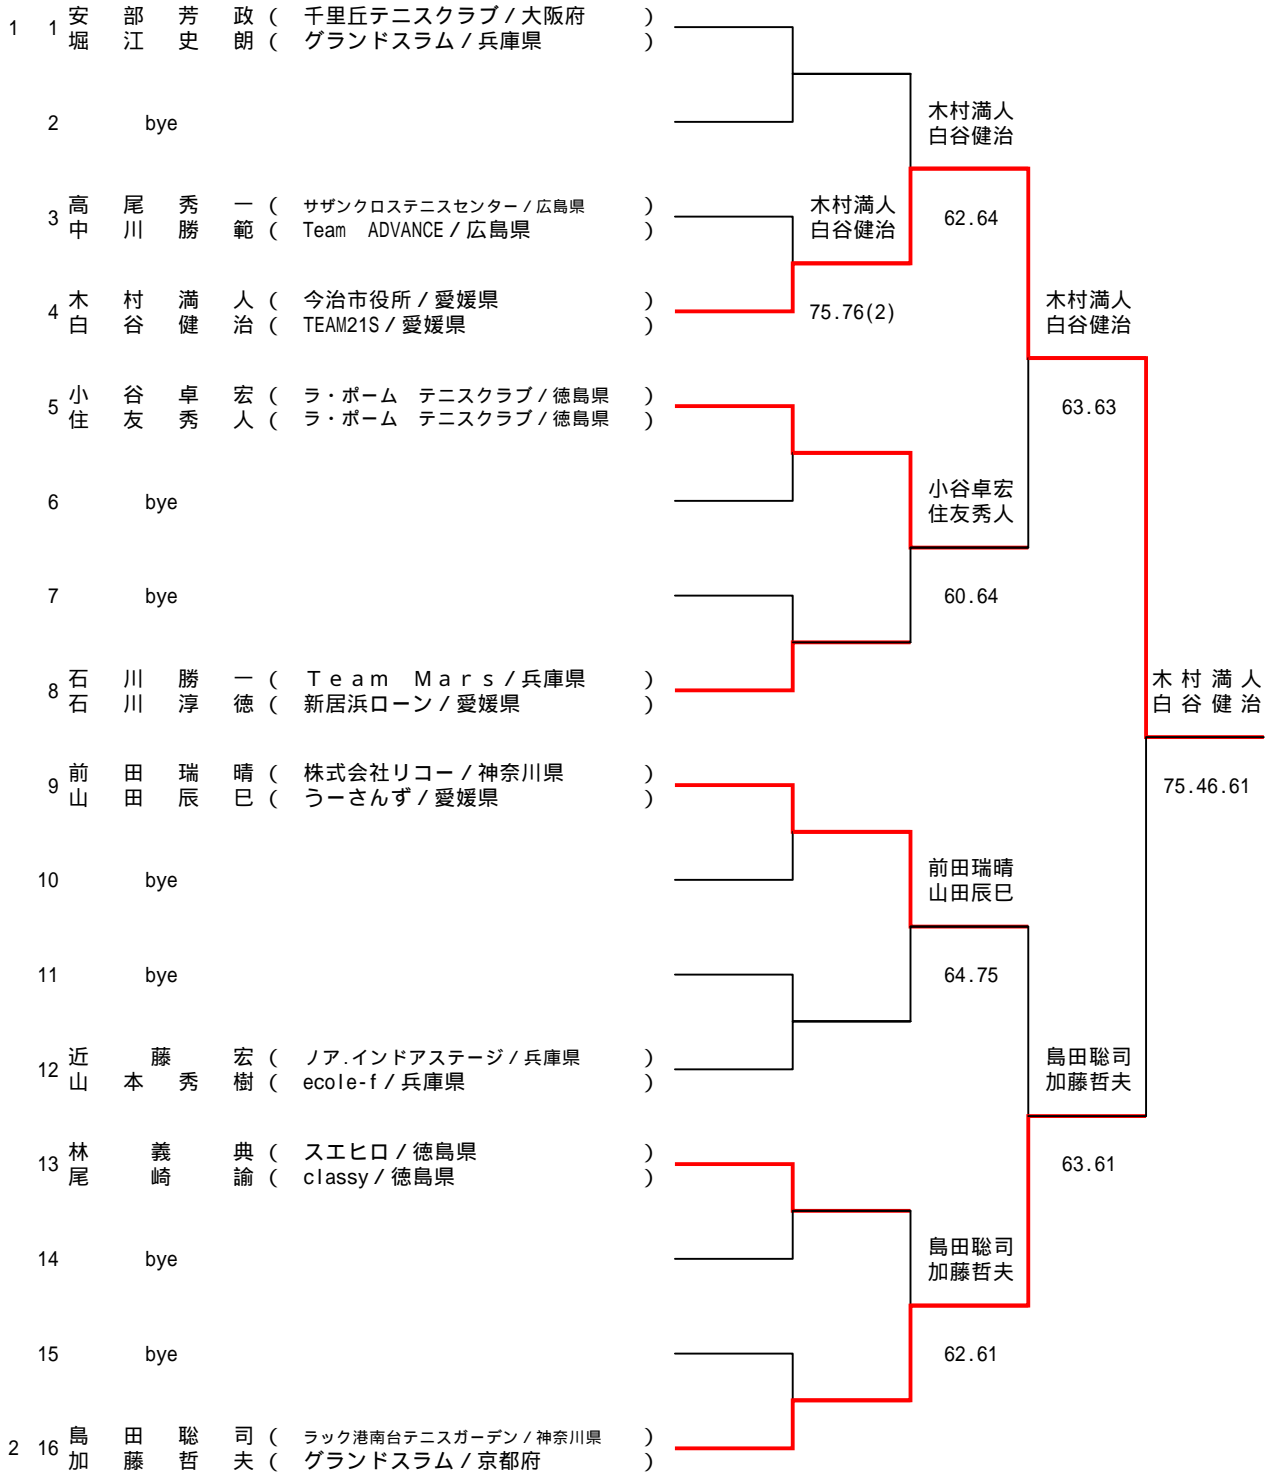 1 1 安部芳政 ( 千里丘テニスクラブ / 大阪府 )
堀江史朗 ( グランドスラム / 兵庫県 )
2 bye
3 高尾秀一 ( サザンクロステニスセンター / 広島県 )
中川勝範 ( Team ADVANCE / 広島県 )
4 木村満人 ( 今治市役所 / 愛媛県 )
白谷健治 ( TEAM21S / 愛媛県 )
5 小谷卓宏 ( ラ・ポーム テニスクラブ / 徳島県 )
住友秀人 ( ラ・ポーム テニスクラブ / 徳島県 )
6 bye
7 bye
8 石川勝一 ( Team Mars / 兵庫県 )
石川淳徳 ( 新居浜ローン / 愛媛県 )
9 前田瑞晴 ( 株式会社リコー / 神奈川県 )
山田辰巳 ( うーさんず / 愛媛県 )
10 bye
11 bye
12 近藤宏 ( ノア.インドアステージ / 兵庫県 )
山本秀樹 ( ecole-f / 兵庫県 )
13 林義典 ( スエヒロ / 徳島県 )
尾崎諭 ( classy / 徳島県 )
14 bye
15 bye
2 16 島田聡司 ( ラック港南台テニスガーデン / 神奈川県 )
加藤哲夫 ( グランドスラム / 京都府 )
木村満人
白谷健治
75.76(2)
木村満人
白谷健治
62.64
小谷卓宏
住友秀人
60.64
前田瑞晴
山田辰巳
64.75
島田聡司
加藤哲夫
62.61
木村満人
白谷健治
63.63
島田聡司
加藤哲夫
63.61
木村満人
白谷健治
75.46.61